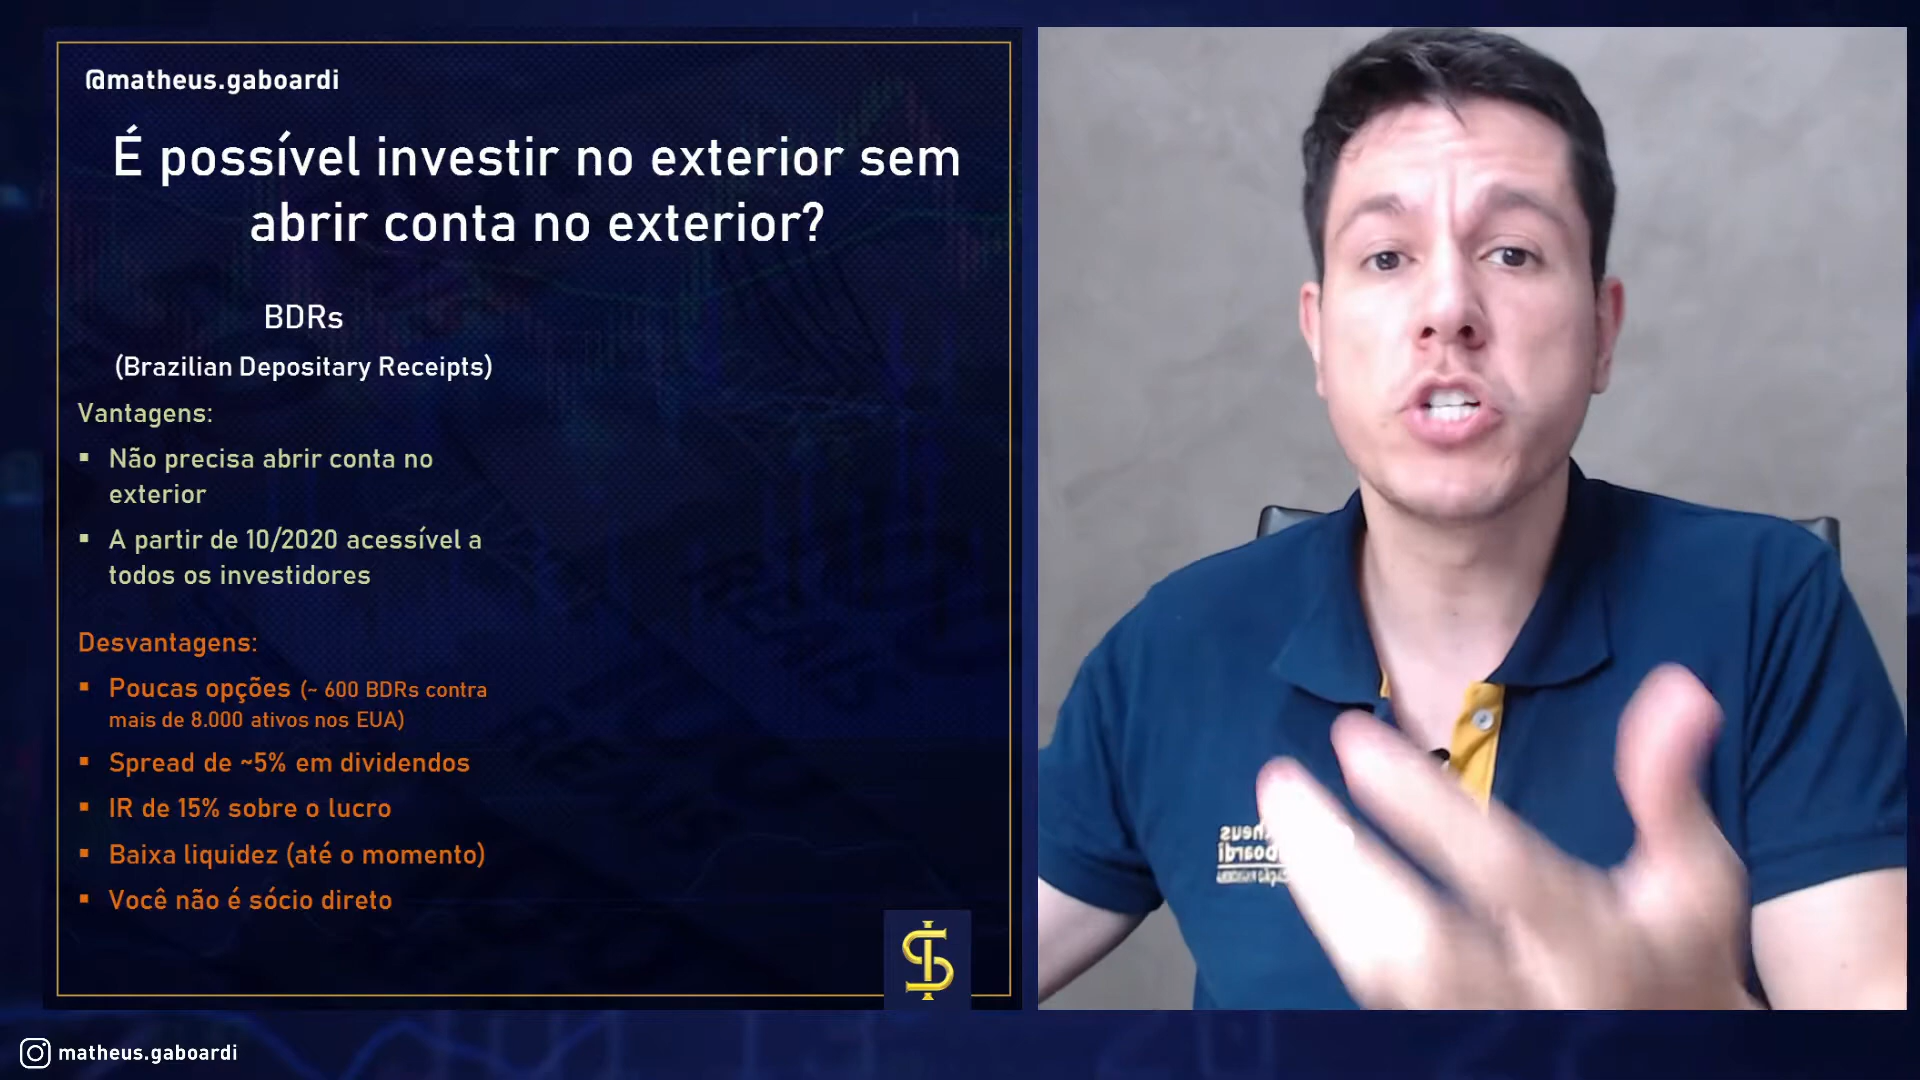 @matheus.gaboardi
É possível investir no exterior sem
abrir conta no exterior?
BDRs
(Brazilian Depositary Receipts)
Vantagens:
▪ Não precisa abrir conta no
exterior
▪ A partir de 10/2020 acessível a
todos os investidores
Desvantagens:
▪ Poucas opções (~ 600 BDRs contra
mais de 8.000 ativos nos EUA)
▪ Spread de ~5% em dividendos
▪ IR de 15% sobre o lucro
▪ Baixa liquidez (até o momento)
▪ Você não é sócio direto
matheus.gaboardi